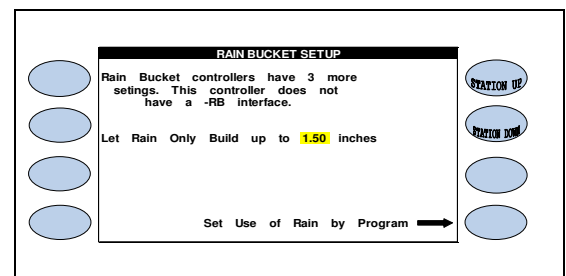 RAIN BUCKET SETUP
Rain Bucket controllers have 3 more
setings. This controller does not
have a -RB interface.
Let Rain Only Build up to 1.50 inches
Set Use of Rain by Program
STATION UP
STATION DOWN